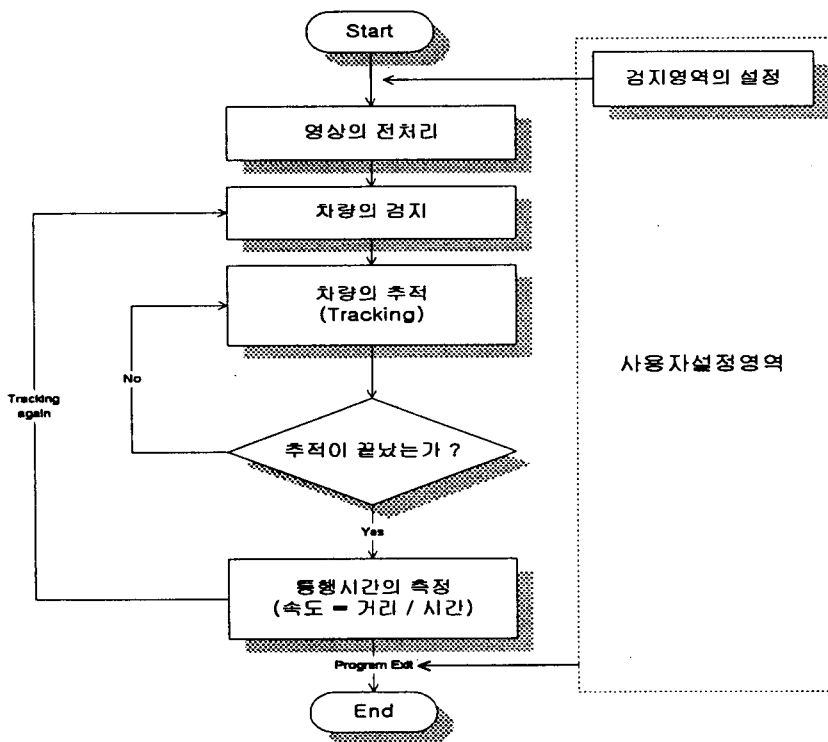 Start
검지영역의 설정
영상의 전처리
차량의 검지
차량의 추적
(Tracking)
사용자설정영역
No
Tracking
again
추적이 끝났는가 ?
Yes
통행시간의 측정
(속도 = 거리 / 시간)
Program Exit
End